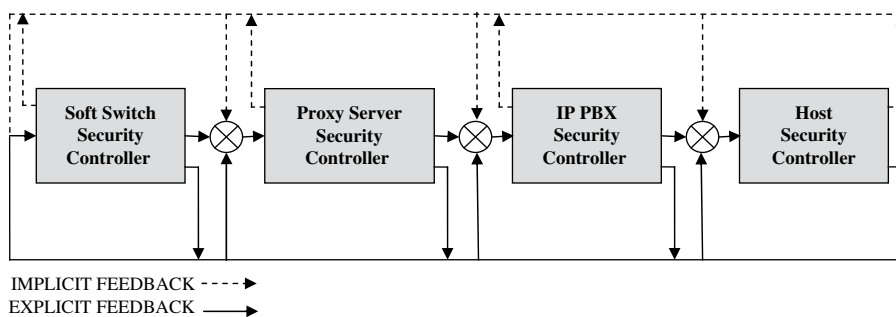 Soft Switch
Security
Controller
Proxy Server
Security
Controller
IP PBX
Security
Controller
Host
Security
Controller
IMPLICIT FEEDBACK
EXPLICIT FEEDBACK